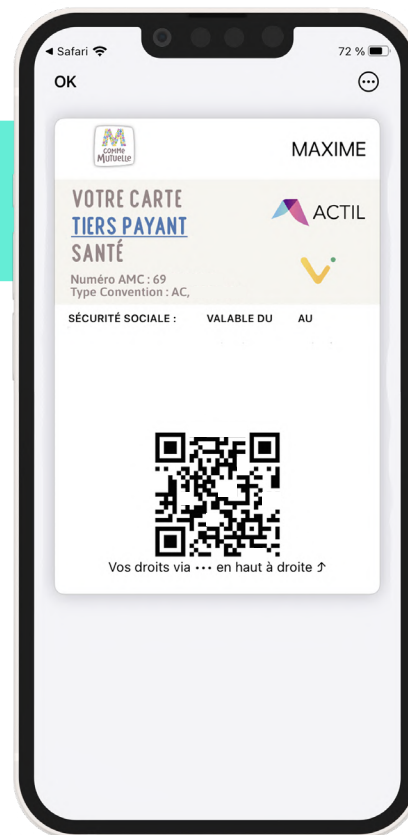 ◀ Safari
72 %
OK
M
COMMe
MUTUeLLe
MAXIME
VOTRE CARTE
TIERS PAYANT
SANTÉ
ACTIL
Numéro AMC : 69
Type Convention : AC,
SÉCURITÉ SOCIALE : VALABLE DU AU
Vos droits via ••• en haut à droite ⤴